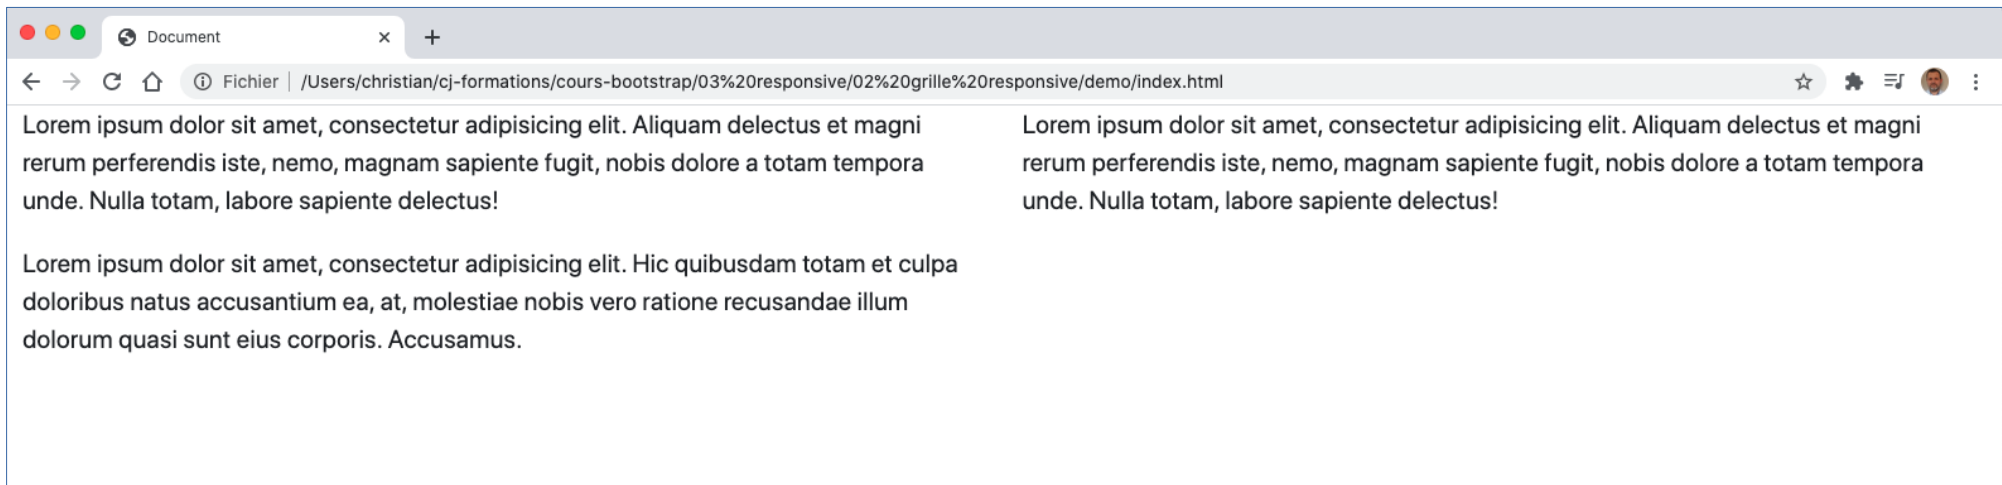 Document
Fichier /Users/christian/cj-formations/cours-bootstrap/03%20responsive/02%20grille%20responsive/demo/index.html
Lorem ipsum dolor sit amet, consectetur adipisicing elit. Aliquam delectus et magni
rerum perferendis iste, nemo, magnam sapiente fugit, nobis dolore a totam tempora
unde. Nulla totam, labore sapiente delectus!
Lorem ipsum dolor sit amet, consectetur adipisicing elit. Aliquam delectus et magni
rerum perferendis iste, nemo, magnam sapiente fugit, nobis dolore a totam tempora
unde. Nulla totam, labore sapiente delectus!
Lorem ipsum dolor sit amet, consectetur adipisicing elit. Hic quibusdam totam et culpa
doloribus natus accusantium ea, at, molestiae nobis vero ratione recusandae illum
dolorum quasi sunt eius corporis. Accusamus.